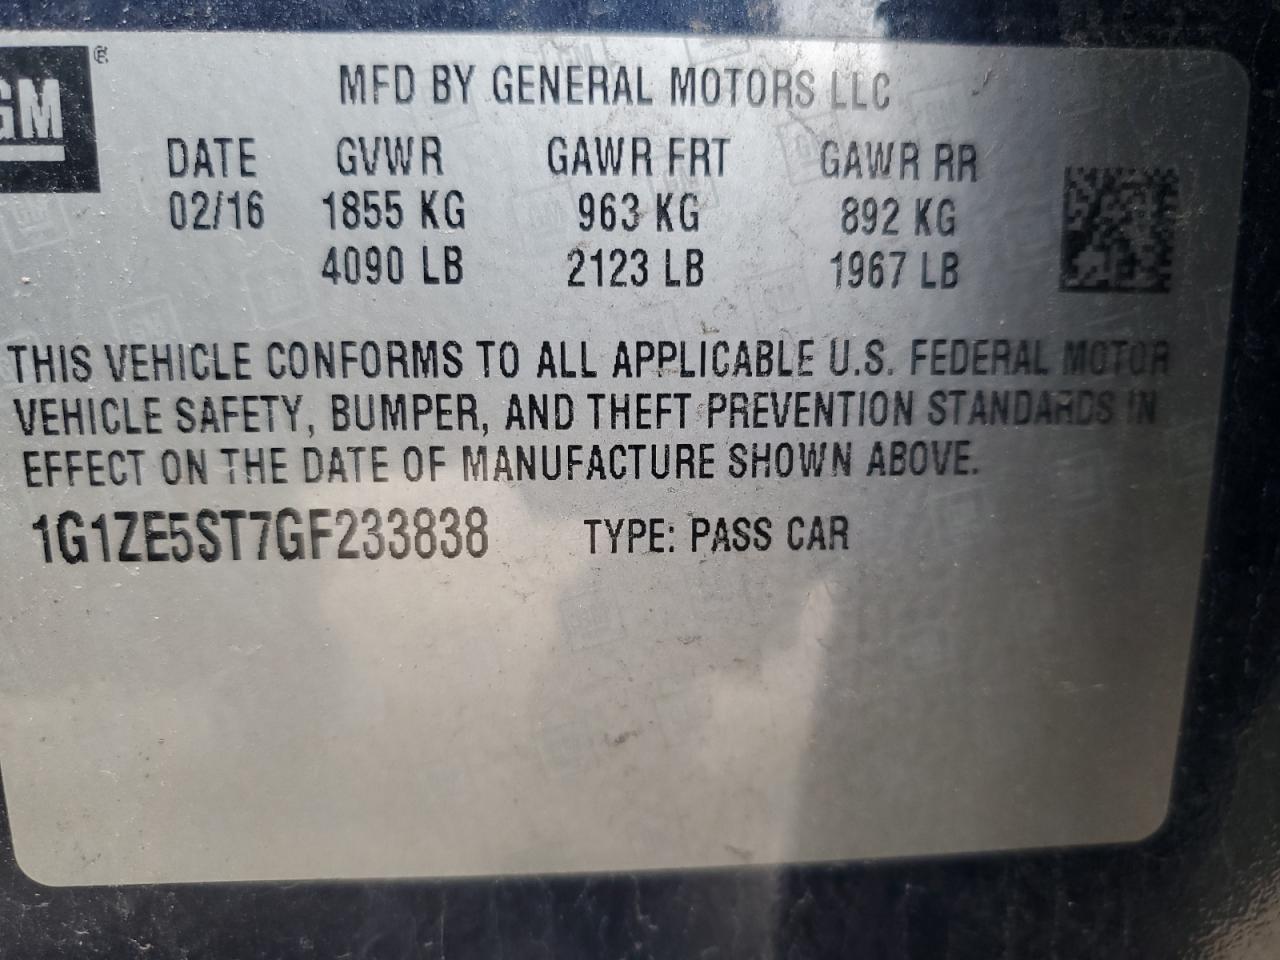 GM
MFD BY GENERAL MOTORS LLC
DATE GVWR GAWR FRT GAWR RR
02/16 1855 KG 963 KG 892 KG
4090 LB 2123 LB 1967 LB
THIS VEHICLE CONFORMS TO ALL APPLICABLE U.S. FEDERAL MOTOR
VEHICLE SAFETY, BUMPER, AND THEFT PREVENTION STANDARDS IN
EFFECT ON THE DATE OF MANUFACTURE SHOWN ABOVE.
1G1ZE5ST7GF233838 TYPE: PASS CAR